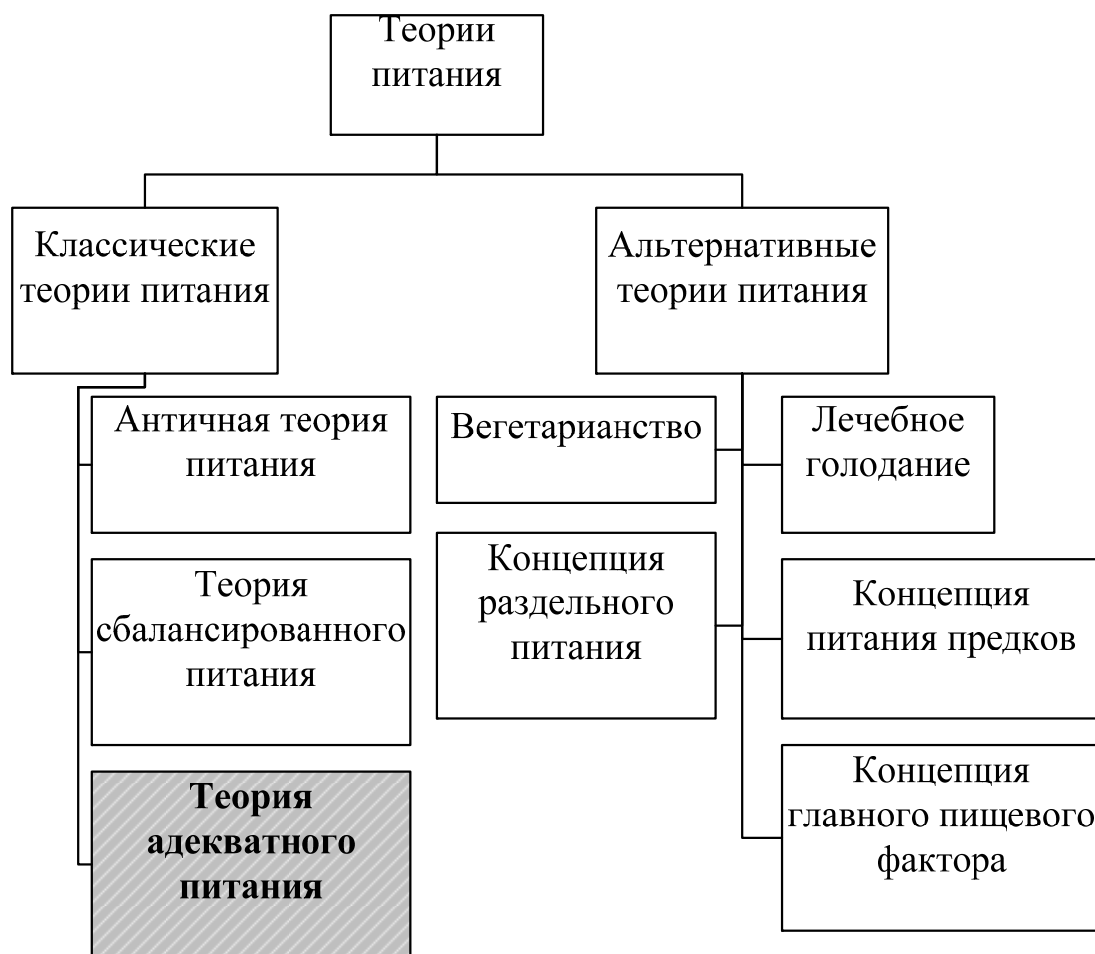 Теории
питания
Классические
теории питания
Альтернативные
теории питания
Античная теория
питания
Теория
сбалансированного
питания
Теория
адекватного
питания
Вегетарианство
Лечебное
голодание
Концепция
раздельного
питания
Концепция
питания предков
Концепция
главного пищевого
фактора